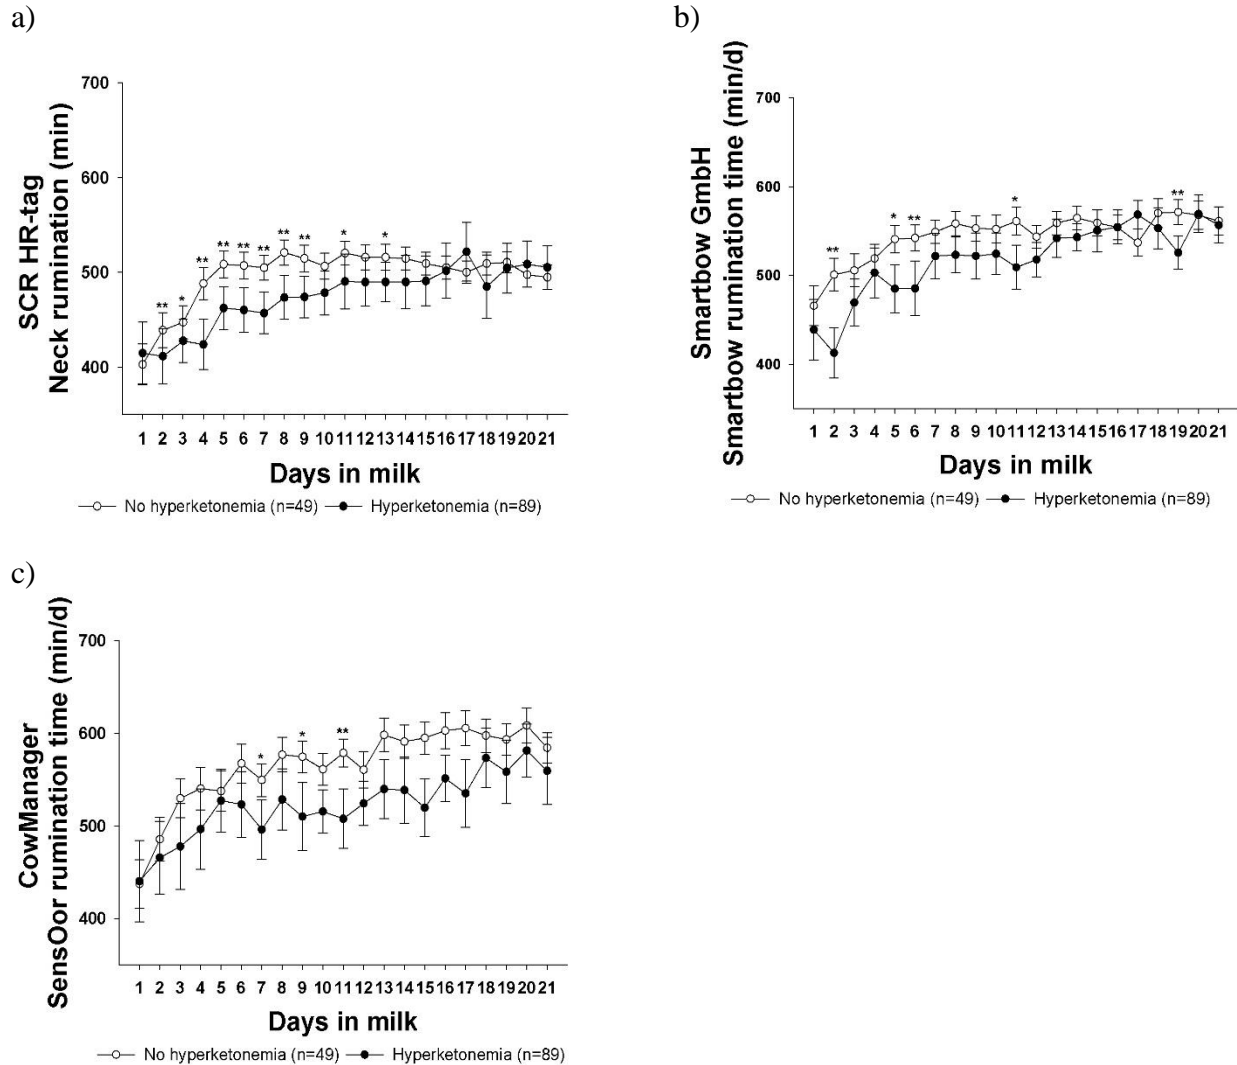 a)
SCR HR-tag
Neck rumination (min)
700
600
500
400
** * ** ** ** ** ** ** * *
1 2 3 4 5 6 7 8 9 10 11 12 13 14 15 16 17 18 19 20 21
Days in milk
No hyperketonemia (n=49) Hyperketonemia (n=89)
b)
Smartbow GmbH
Smartbow rumination time (min/d)
700
600
500
400
** * ** * **
1 2 3 4 5 6 7 8 9 10 11 12 13 14 15 16 17 18 19 20 21
Days in milk
No hyperketonemia (n=49) Hyperketonemia (n=89)
c)
CowManager
SensOor rumination time (min/d)
700
600
500
400
* * **
1 2 3 4 5 6 7 8 9 10 11 12 13 14 15 16 17 18 19 20 21
Days in milk
No hyperketonemia (n=49) Hyperketonemia (n=89)